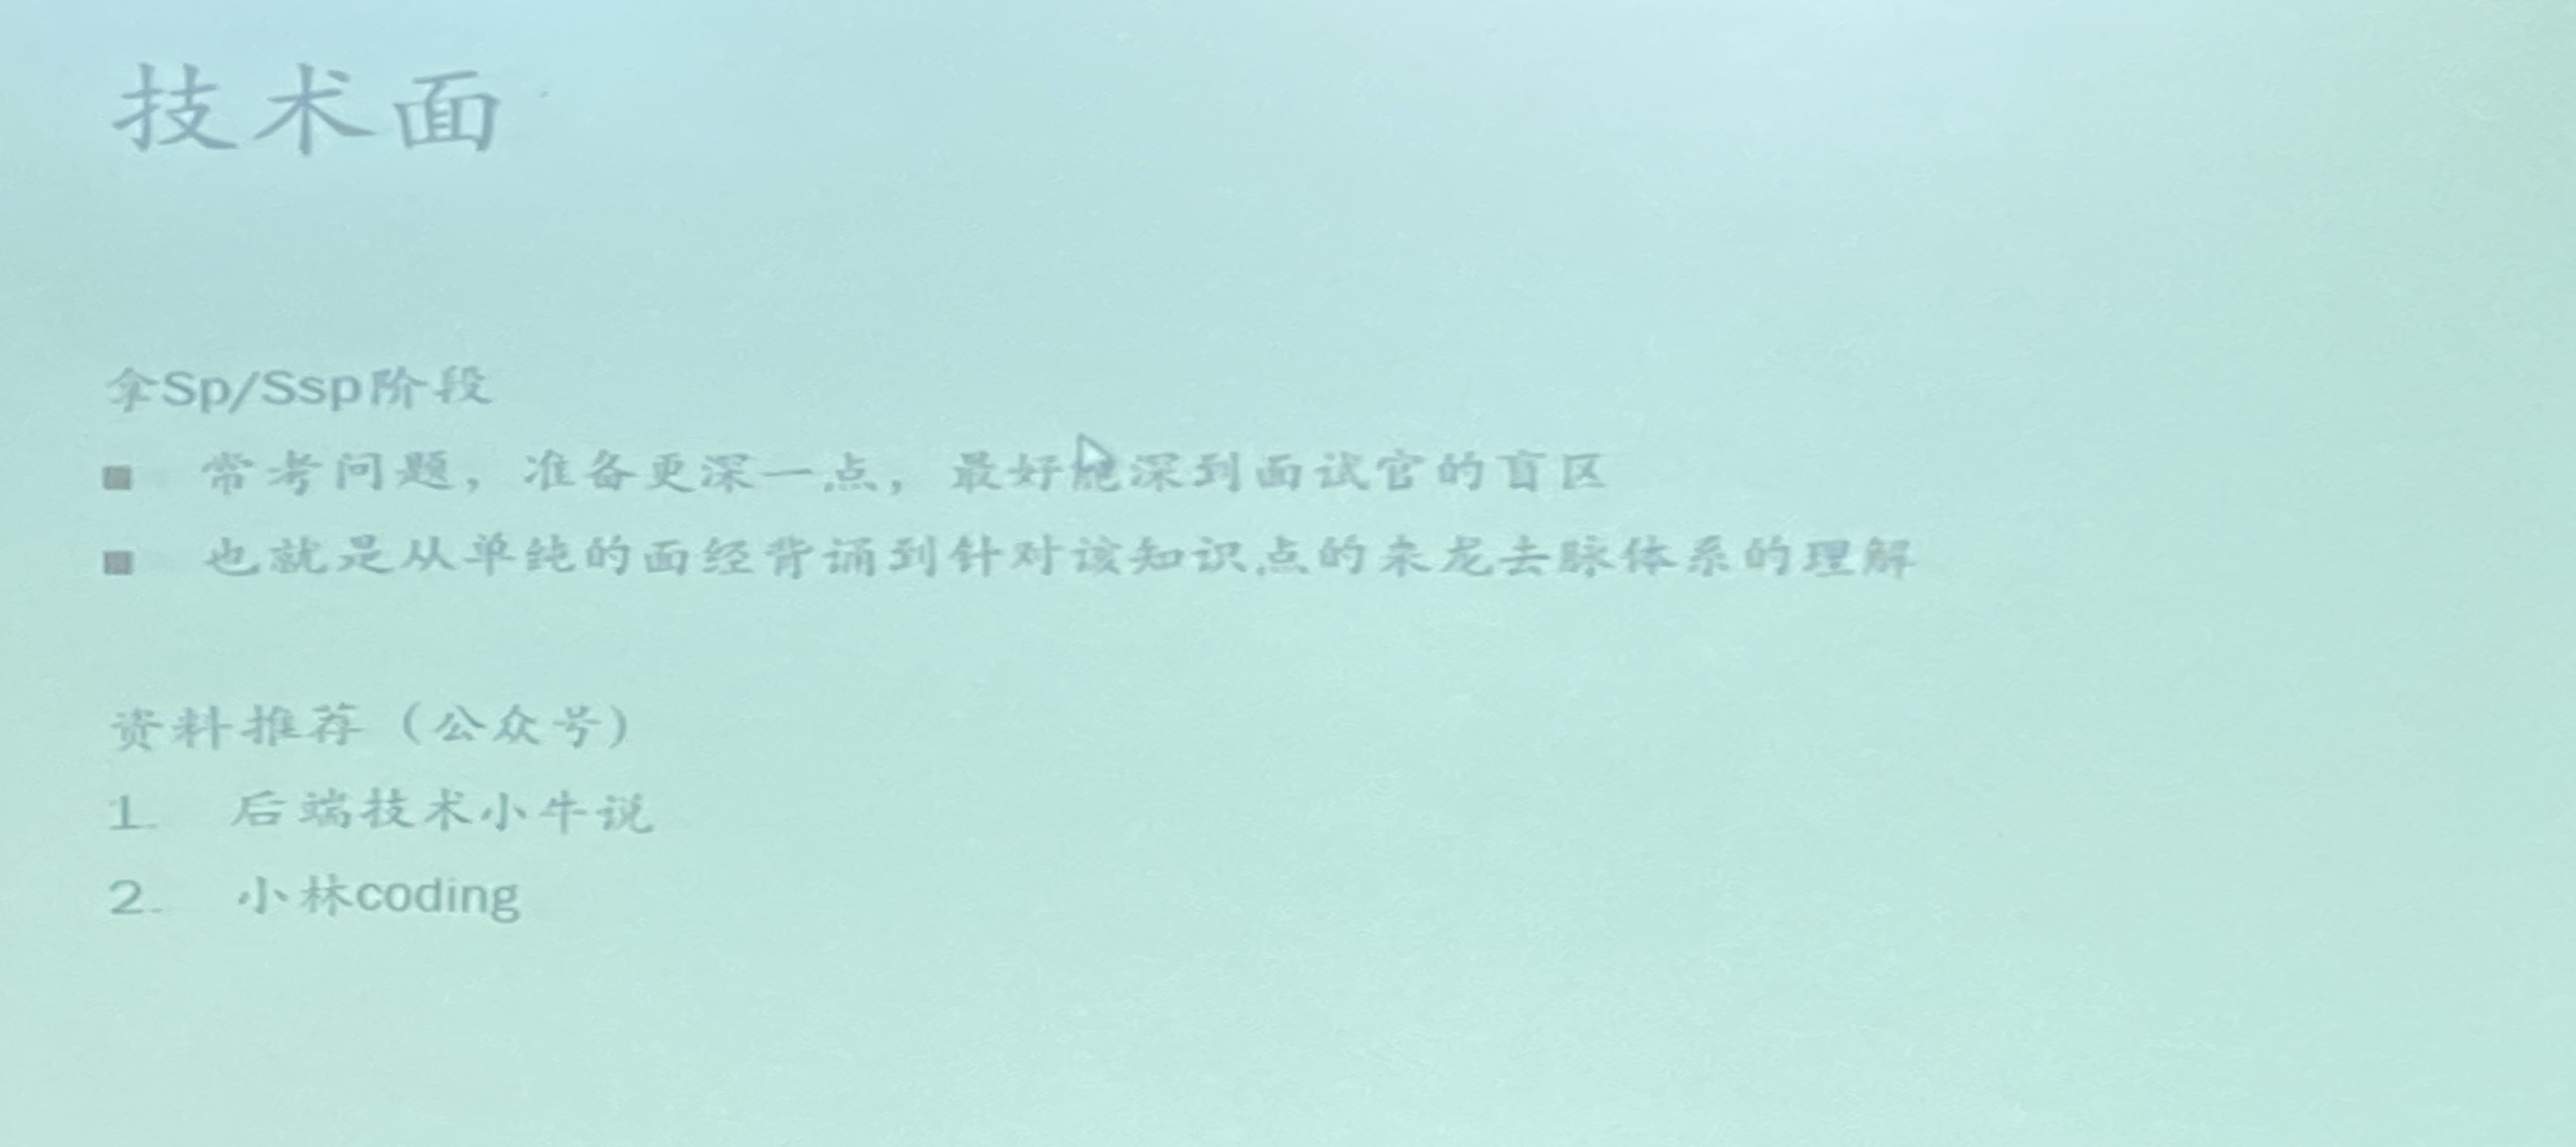 技术面
拿Sp/Ssp阶段
■ 常考问题，准备更深一点，最好能深到面试官的盲区
■ 也就是从单纯的面经背诵到针对该知识点的来龙去脉体系的理解
资料推荐（公众号）
1. 后端技术小牛说
2. 小林coding